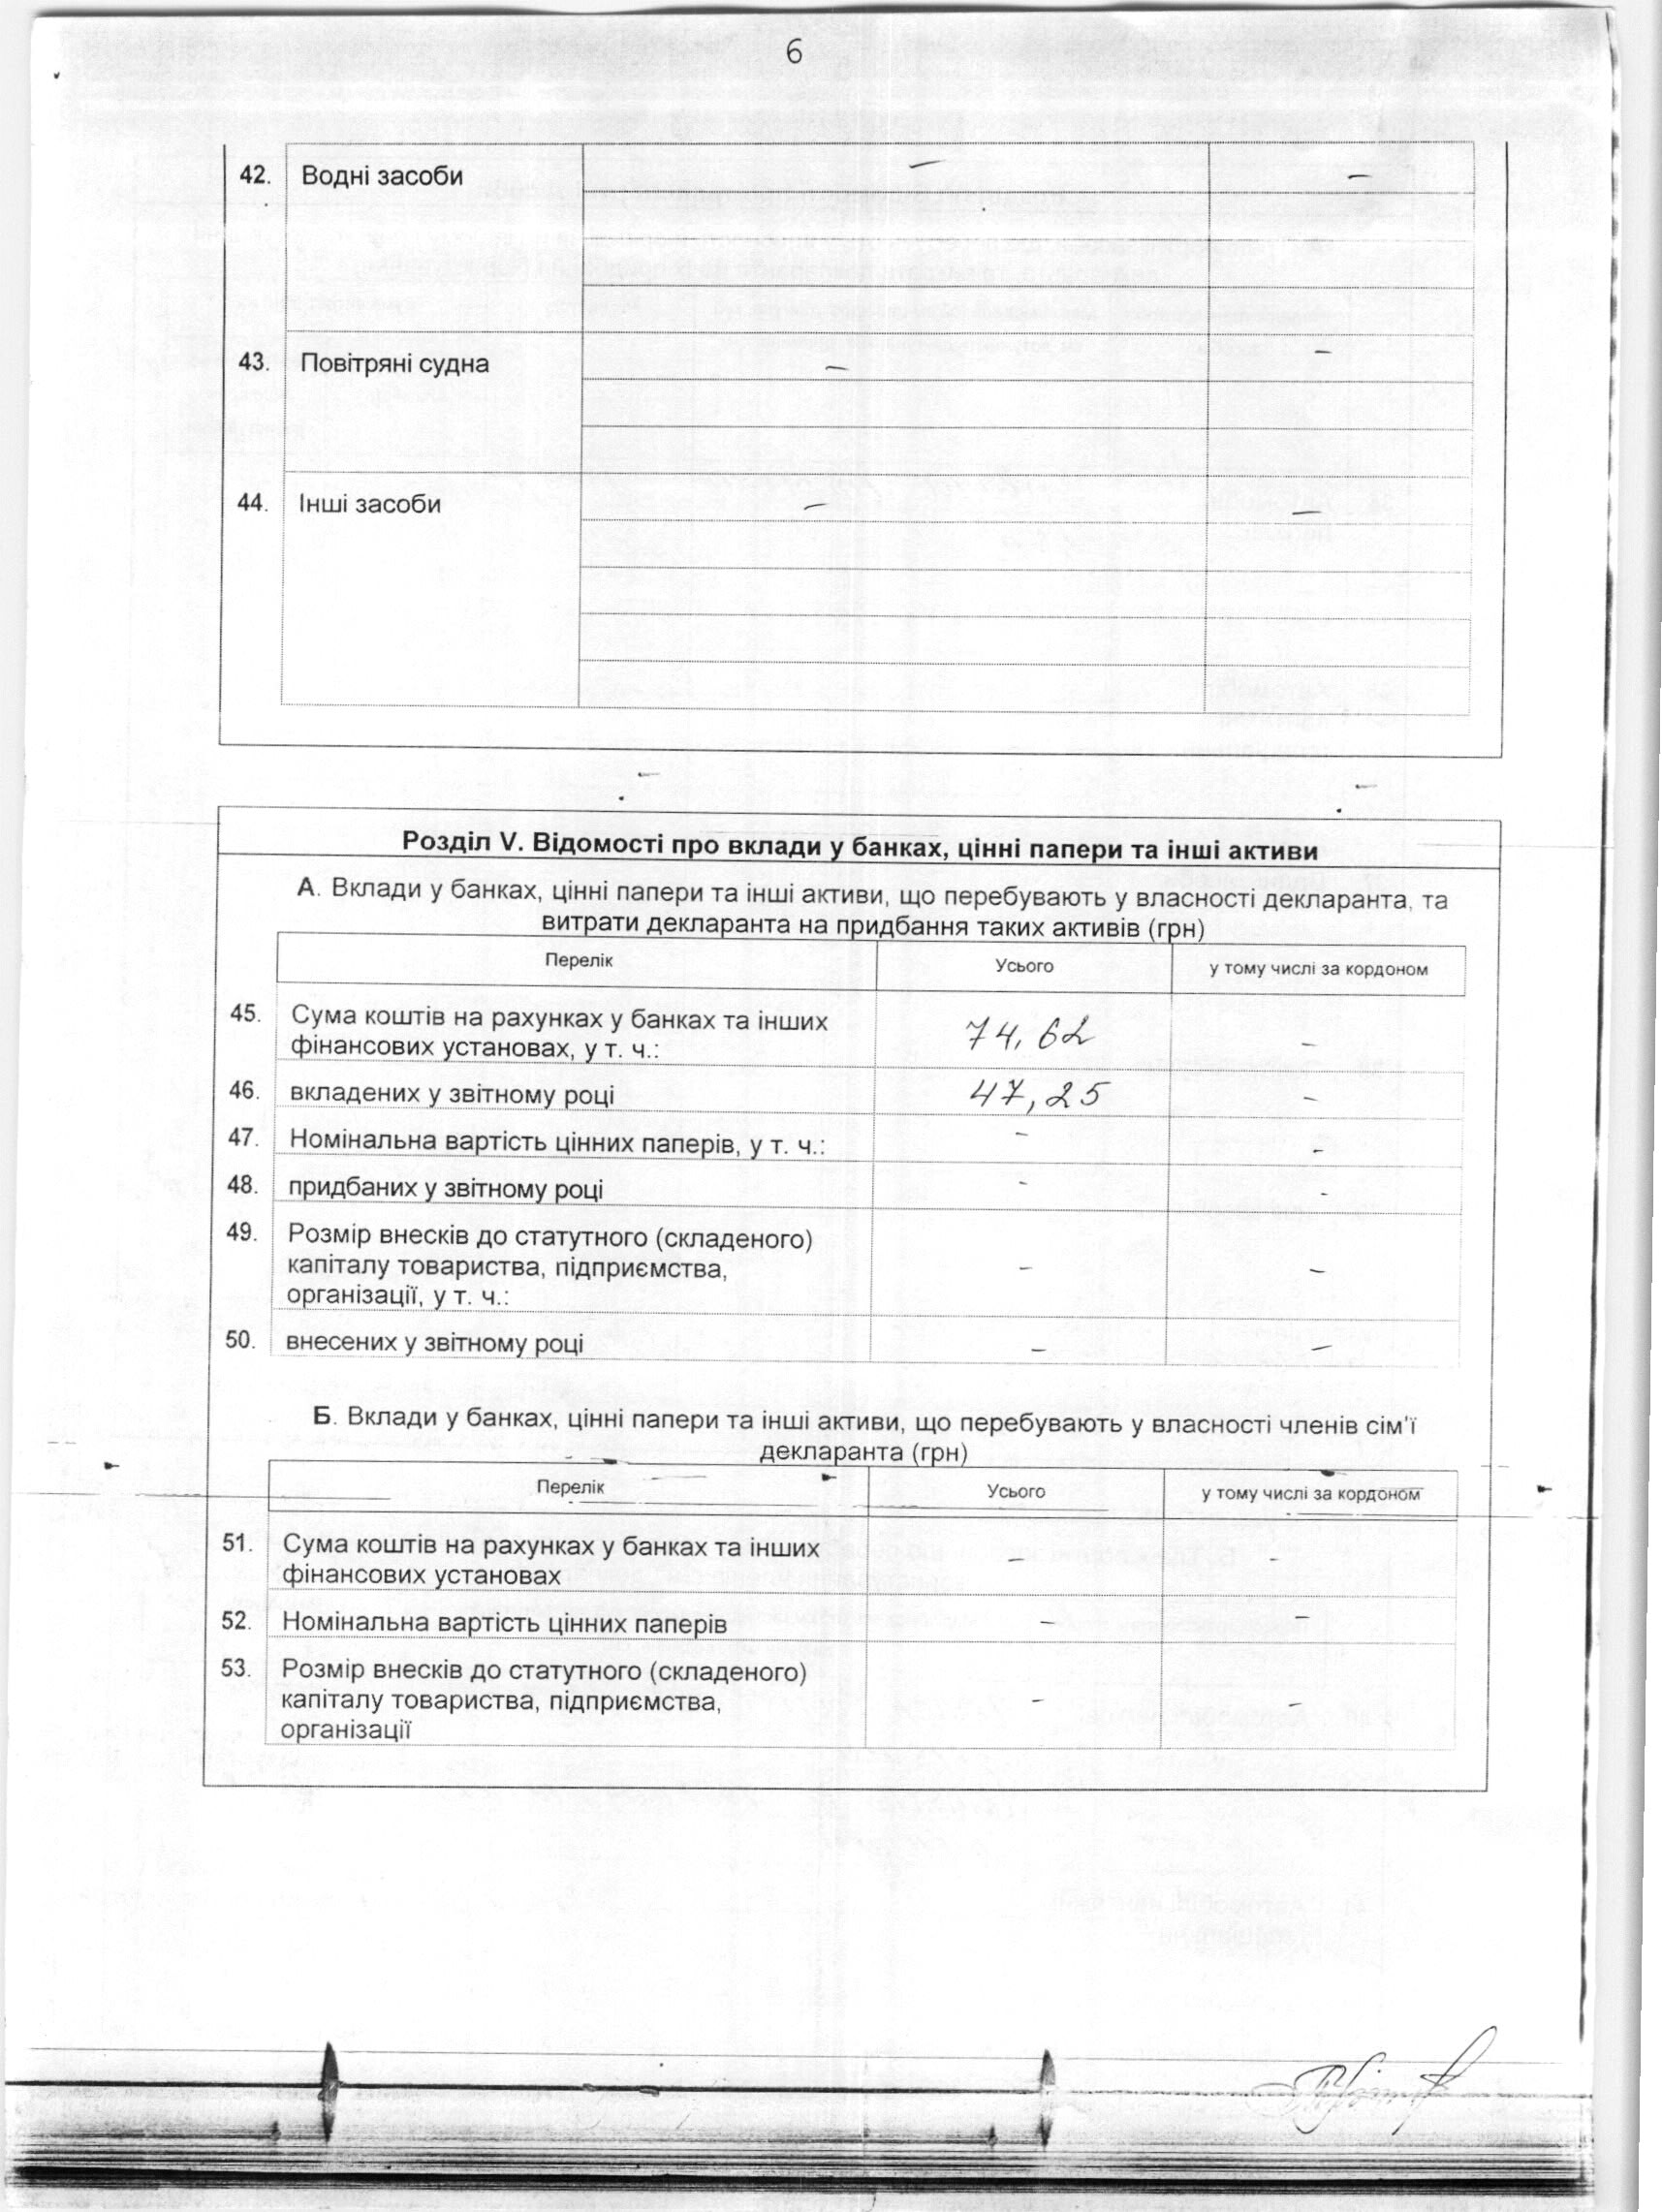 6
42. Водні засоби – –
43. Повітряні судна – –
44. Інші засоби – –
Розділ V. Відомості про вклади у банках, цінні папери та інші активи
А. Вклади у банках, цінні папери та інші активи, що перебувають у власності декларанта, та
витрати декларанта на придбання таких активів (грн)
Перелік Усього у тому числі за кордоном
45. Сума коштів на рахунках у банках та інших
фінансових установах, у т. ч.: 74,62 –
46. вкладених у звітному році 47,25 –
47. Номінальна вартість цінних паперів, у т. ч.: – –
48. придбаних у звітному році – –
49. Розмір внесків до статутного (складеного)
капіталу товариства, підприємства, – –
організації, у т. ч.:
50. внесених у звітному році – –
Б. Вклади у банках, цінні папери та інші активи, що перебувають у власності членів сім'ї
декларанта (грн)
Перелік Усього у тому числі за кордоном
51. Сума коштів на рахунках у банках та інших – –
фінансових установах
52. Номінальна вартість цінних паперів – –
53. Розмір внесків до статутного (складеного)
капіталу товариства, підприємства, – –
організації